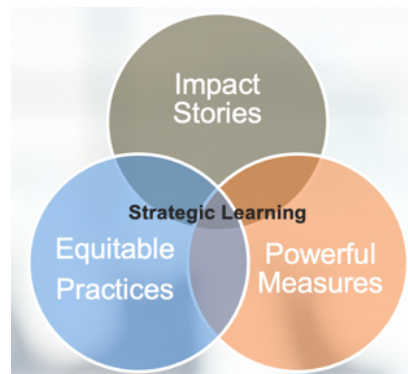 Impact
Stories
Strategic Learning
Equitable
Practices
Powerful
Measures